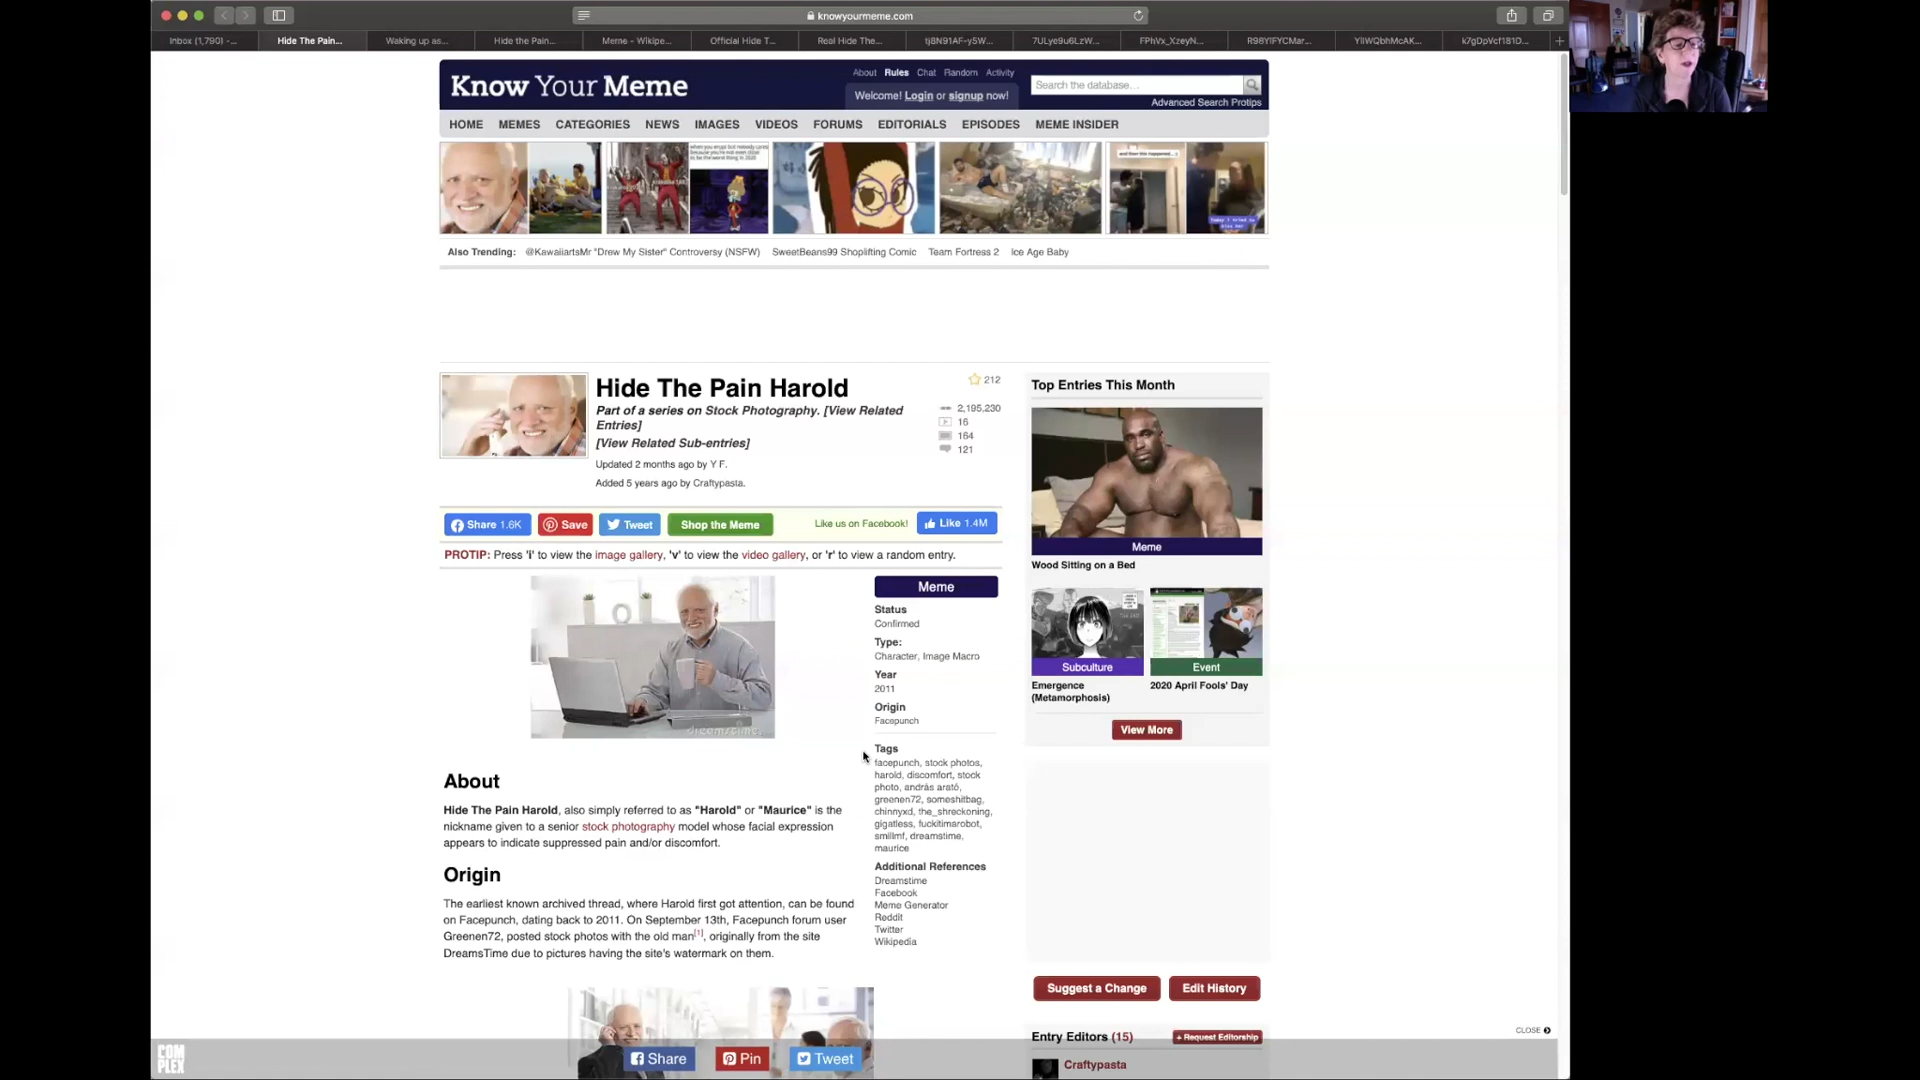 knowyourmeme.com
Inbox (1,790) -...
Hide The Pain...
Waking up as...
Hide the Pain...
Meme - Wikipe...
Official Hide T...
Real Hide The...
tj8N91AF-y5W...
7ULye9u6LzW...
FPhVx_XzeyN...
R98YlFYCMar...
YlIWQbhMcAK...
k7gDpVcf181D...
Know Your Meme
About Rules Chat Random Activity
Welcome! Login or signup now!
Search the database...
Advanced Search Protips
HOME MEMES CATEGORIES NEWS IMAGES VIDEOS FORUMS EDITORIALS EPISODES MEME INSIDER
Also Trending: @KawaiiartsMr "Drew My Sister" Controversy (NSFW) SweetBeans99 Shoplifting Comic Team Fortress 2 Ice Age Baby
Hide The Pain Harold
Part of a series on Stock Photography. [View Related
Entries]
[View Related Sub-entries]
Updated 2 months ago by Y F.
Added 5 years ago by Craftypasta.
212
2,195,230
16
164
121
Share 1.6K
Save
Tweet
Shop the Meme
Like us on Facebook!
Like 1.4M
PROTIP: Press 'i' to view the image gallery, 'v' to view the video gallery, or 'r' to view a random entry.
dreamstime
Meme
Status
Confirmed
Type:
Character, Image Macro
Year
2011
Origin
Facepunch
Tags
facepunch, stock photos,
harold, discomfort, stock
photo, andrás arató,
greenen72, someshitbag,
chinnyxd, the_shreckoning,
gigatless, fuckitimarobot,
smillmf, dreamstime,
maurice
Additional References
Dreamstime
Facebook
Meme Generator
Reddit
Twitter
Wikipedia
About
Hide The Pain Harold, also simply referred to as "Harold" or "Maurice" is the
nickname given to a senior stock photography model whose facial expression
appears to indicate suppressed pain and/or discomfort.
Origin
The earliest known archived thread, where Harold first got attention, can be found
on Facepunch, dating back to 2011. On September 13th, Facepunch forum user
Greenen72, posted stock photos with the old man[1], originally from the site
DreamsTime due to pictures having the site's watermark on them.
Top Entries This Month
Meme
Wood Sitting on a Bed
Subculture
Emergence
(Metamorphosis)
Event
2020 April Fools' Day
View More
Suggest a Change
Edit History
Entry Editors (15)
+ Request Editorship
Craftypasta
CLOSE
COM
PLEX
Share
Pin
Tweet